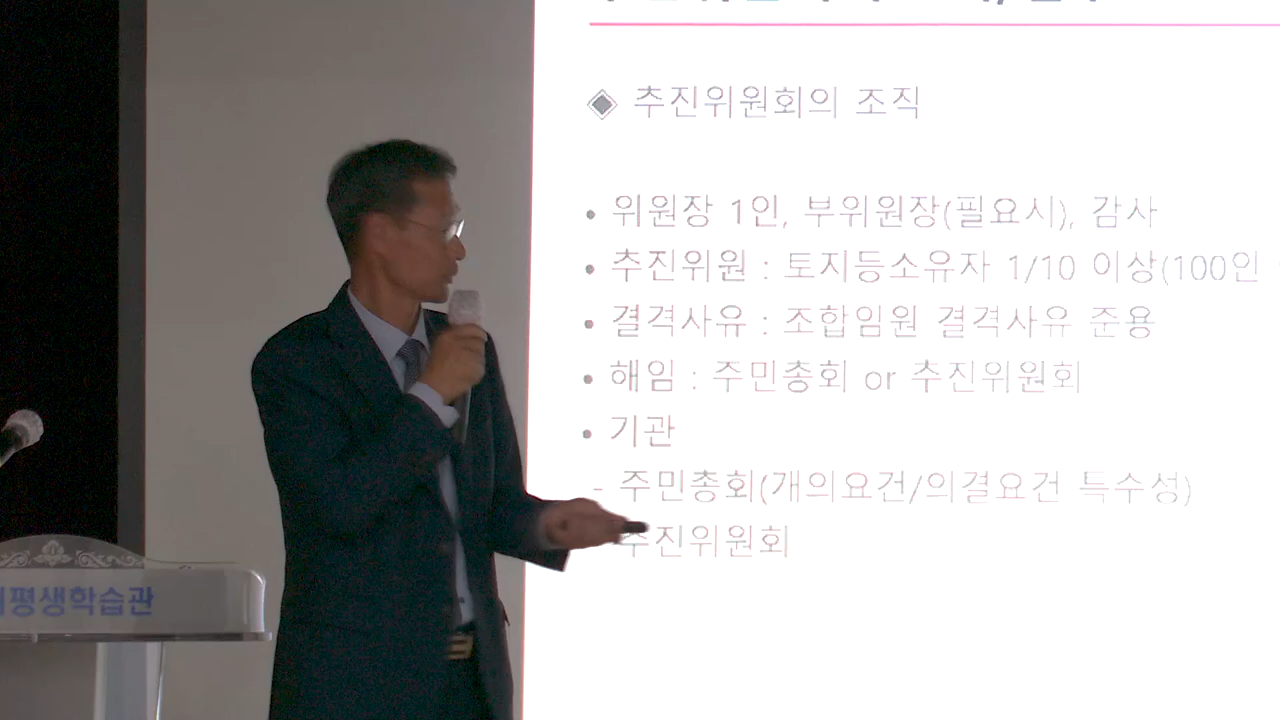 ◈ 추진위원회의 조직
• 위원장 1인, 부위원장(필요시), 감사
• 추진위원 : 토지등소유자 1/10 이상(100인
• 결격사유 : 조합임원 결격사유 준용
• 해임 : 주민총회 or 추진위원회
• 기관
- 주민총회(개의요건/의결요건 특수성)
추진위원회
평생학습관